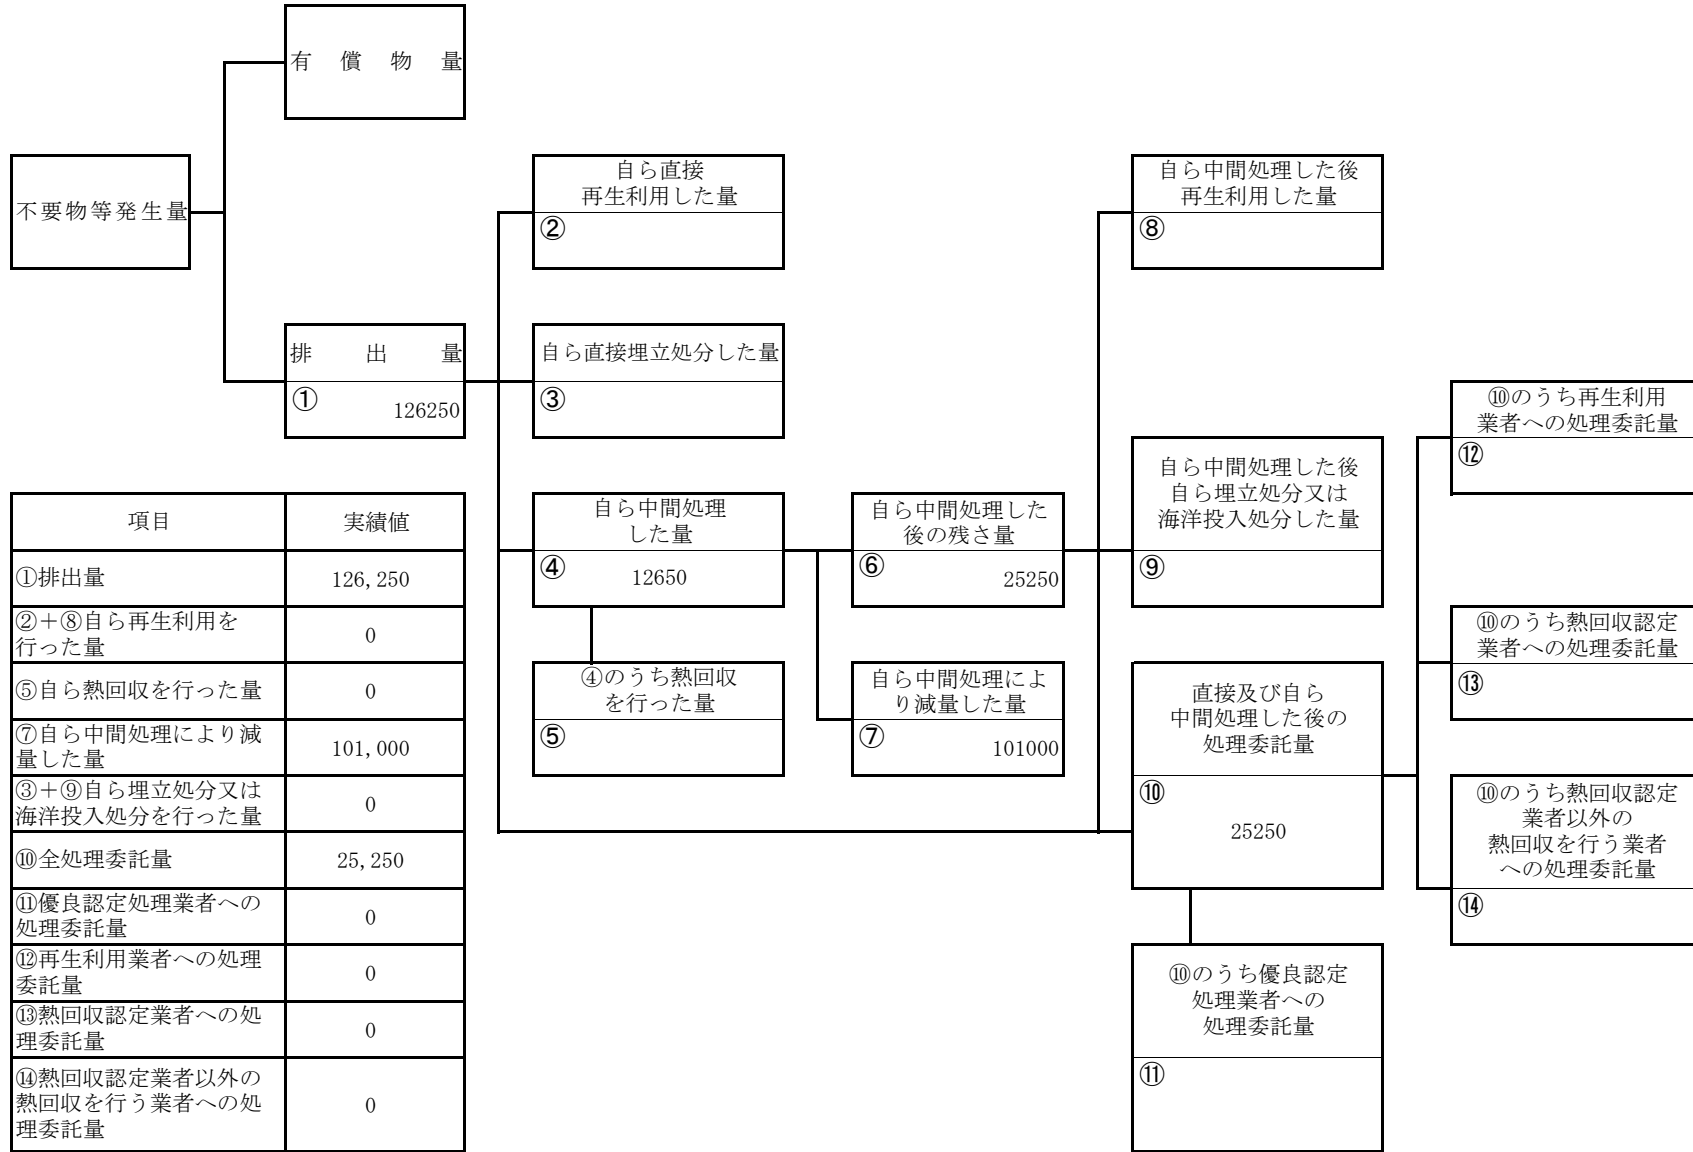 有償物量
不要物等発生量
自ら直接
再生利用した量
②
自ら中間処理した後
再生利用した量
⑧
排出量
①
126250
自ら直接埋立処分した量
③
⑩のうち再生利用
業者への処理委託量
⑫
自ら中間処理
した量
④
12650
自ら中間処理した
後の残さ量
⑥
25250
自ら中間処理した後
自ら埋立処分又は
海洋投入処分した量
⑨
⑩のうち熱回収認定
業者への処理委託量
⑬
④のうち熱回収
を行った量
⑤
自ら中間処理によ
り減量した量
⑦
101000
直接及び自ら
中間処理した後の
処理委託量
⑩
25250
⑩のうち熱回収認定
業者以外の
熱回収を行う業者
への処理委託量
⑭
⑩のうち優良認定
処理業者への
処理委託量
⑪
項目 実績値
①排出量 126,250
②+⑧自ら再生利用を
行った量 0
⑤自ら熱回収を行った量 0
⑦自ら中間処理により減
量した量 101,000
③+⑨自ら埋立処分又は
海洋投入処分を行った量 0
⑩全処理委託量 25,250
⑪優良認定処理業者への
処理委託量 0
⑫再生利用業者への処理
委託量 0
⑬熱回収認定業者への処
理委託量 0
⑭熱回収認定業者以外の
熱回収を行う業者への処
理委託量 0